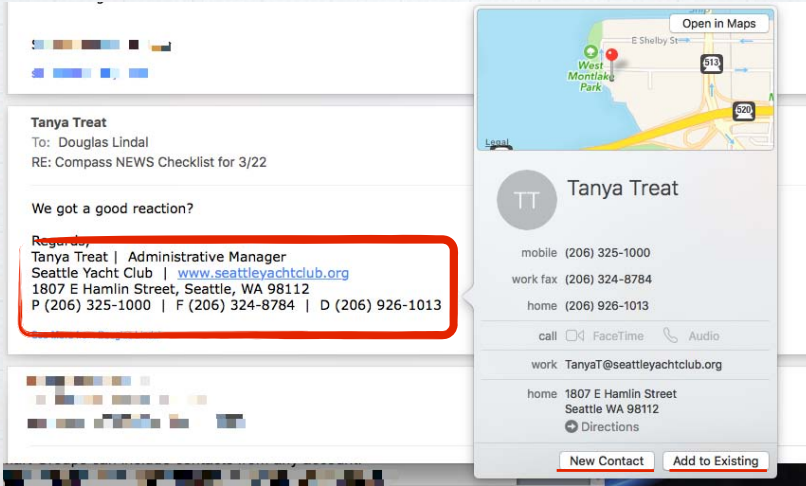 Tanya Treat
To: Douglas Lindal
RE: Compass NEWS Checklist for 3/22
We got a good reaction?
Regards,
Tanya Treat | Administrative Manager
Seattle Yacht Club | www.seattleyachtclub.org
1807 E Hamlin Street, Seattle, WA 98112
P (206) 325-1000 | F (206) 324-8784 | D (206) 926-1013
Open in Maps
E Shelby St
513
West
Montlake
Park
520
Legal
TT
Tanya Treat
mobile (206) 325-1000
work fax (206) 324-8784
home (206) 926-1013
call FaceTime Audio
work TanyaT@seattleyachtclub.org
home 1807 E Hamlin Street
Seattle WA 98112
Directions
New Contact Add to Existing